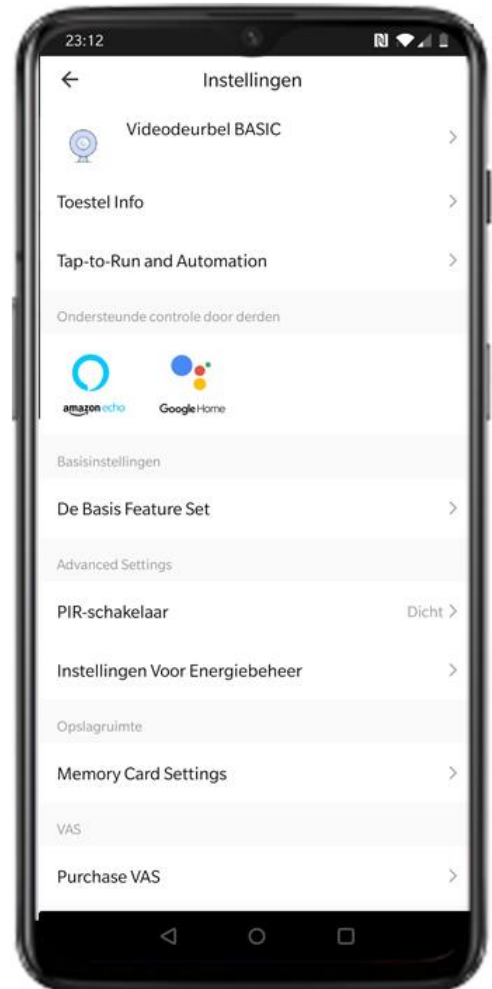 23:12
Instellingen
Videodeurbel BASIC
Toestel Info
Tap-to-Run and Automation
Ondersteunde controle door derden
amazon echo
Google Home
Basisinstellingen
De Basis Feature Set
Advanced Settings
PIR-schakelaar Dicht
Instellingen Voor Energiebeheer
Opslagruimte
Memory Card Settings
VAS
Purchase VAS